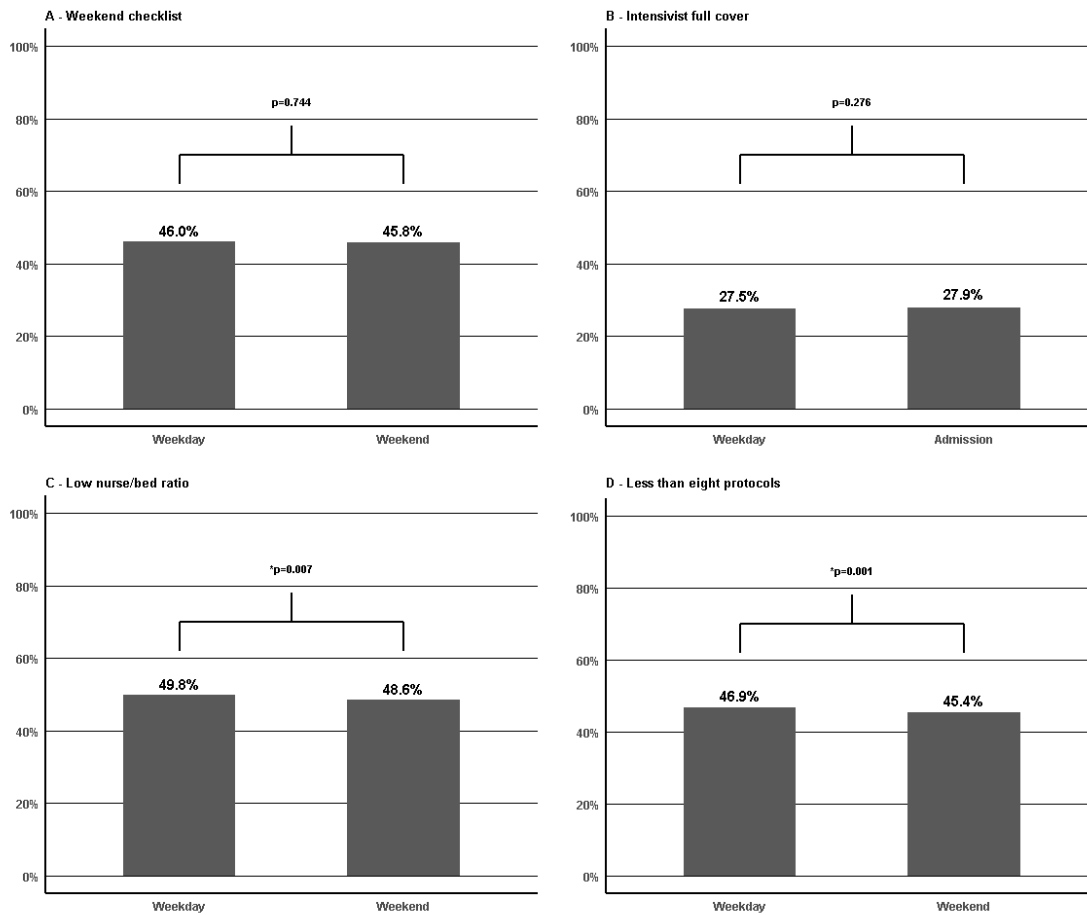 A - Weekend checklist
100%
80%
60%
40%
20%
0%
p=0.744
46.0%
45.8%
Weekday
Weekend
B - Intensivist full cover
100%
80%
60%
40%
20%
0%
p=0.276
27.5%
27.9%
Weekday
Admission
C - Low nurse/bed ratio
100%
80%
60%
40%
20%
0%
*p=0.007
49.8%
48.6%
Weekday
Weekend
D - Less than eight protocols
100%
80%
60%
40%
20%
0%
*p=0.001
46.9%
45.4%
Weekday
Weekend